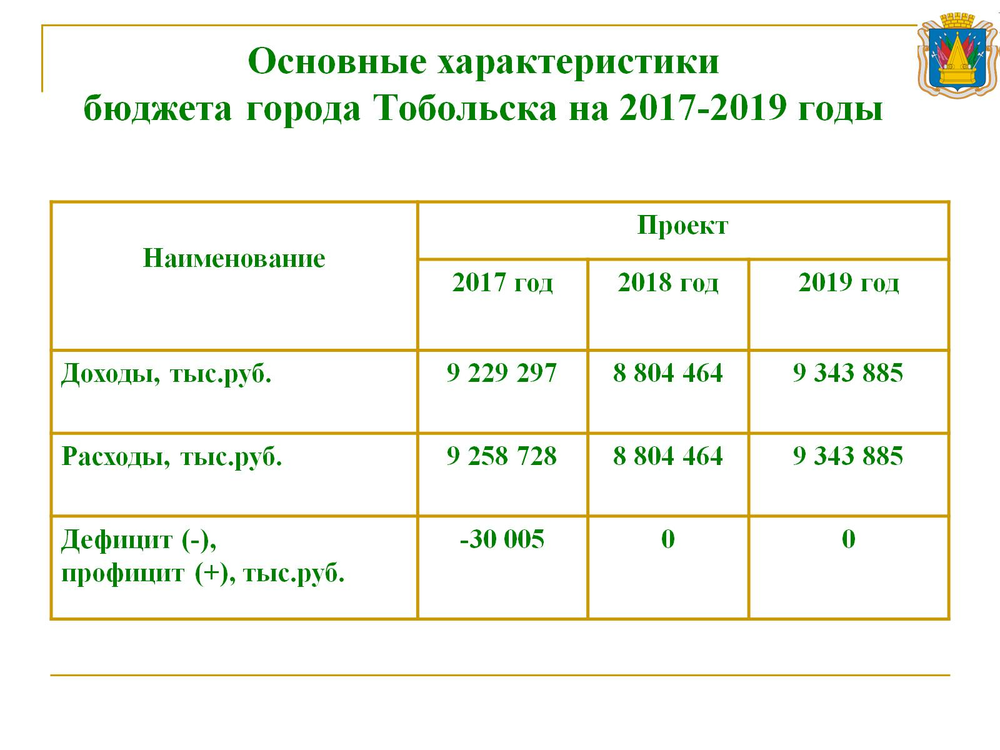 Основные характеристики
бюджета города Тобольска на 2017-2019 годы
Наименование
Проект
2017 год
2018 год
2019 год
Доходы, тыс.руб.
9 229 297
8 804 464
9 343 885
Расходы, тыс.руб.
9 258 728
8 804 464
9 343 885
Дефицит (-),
профицит (+), тыс.руб.
-30 005
0
0